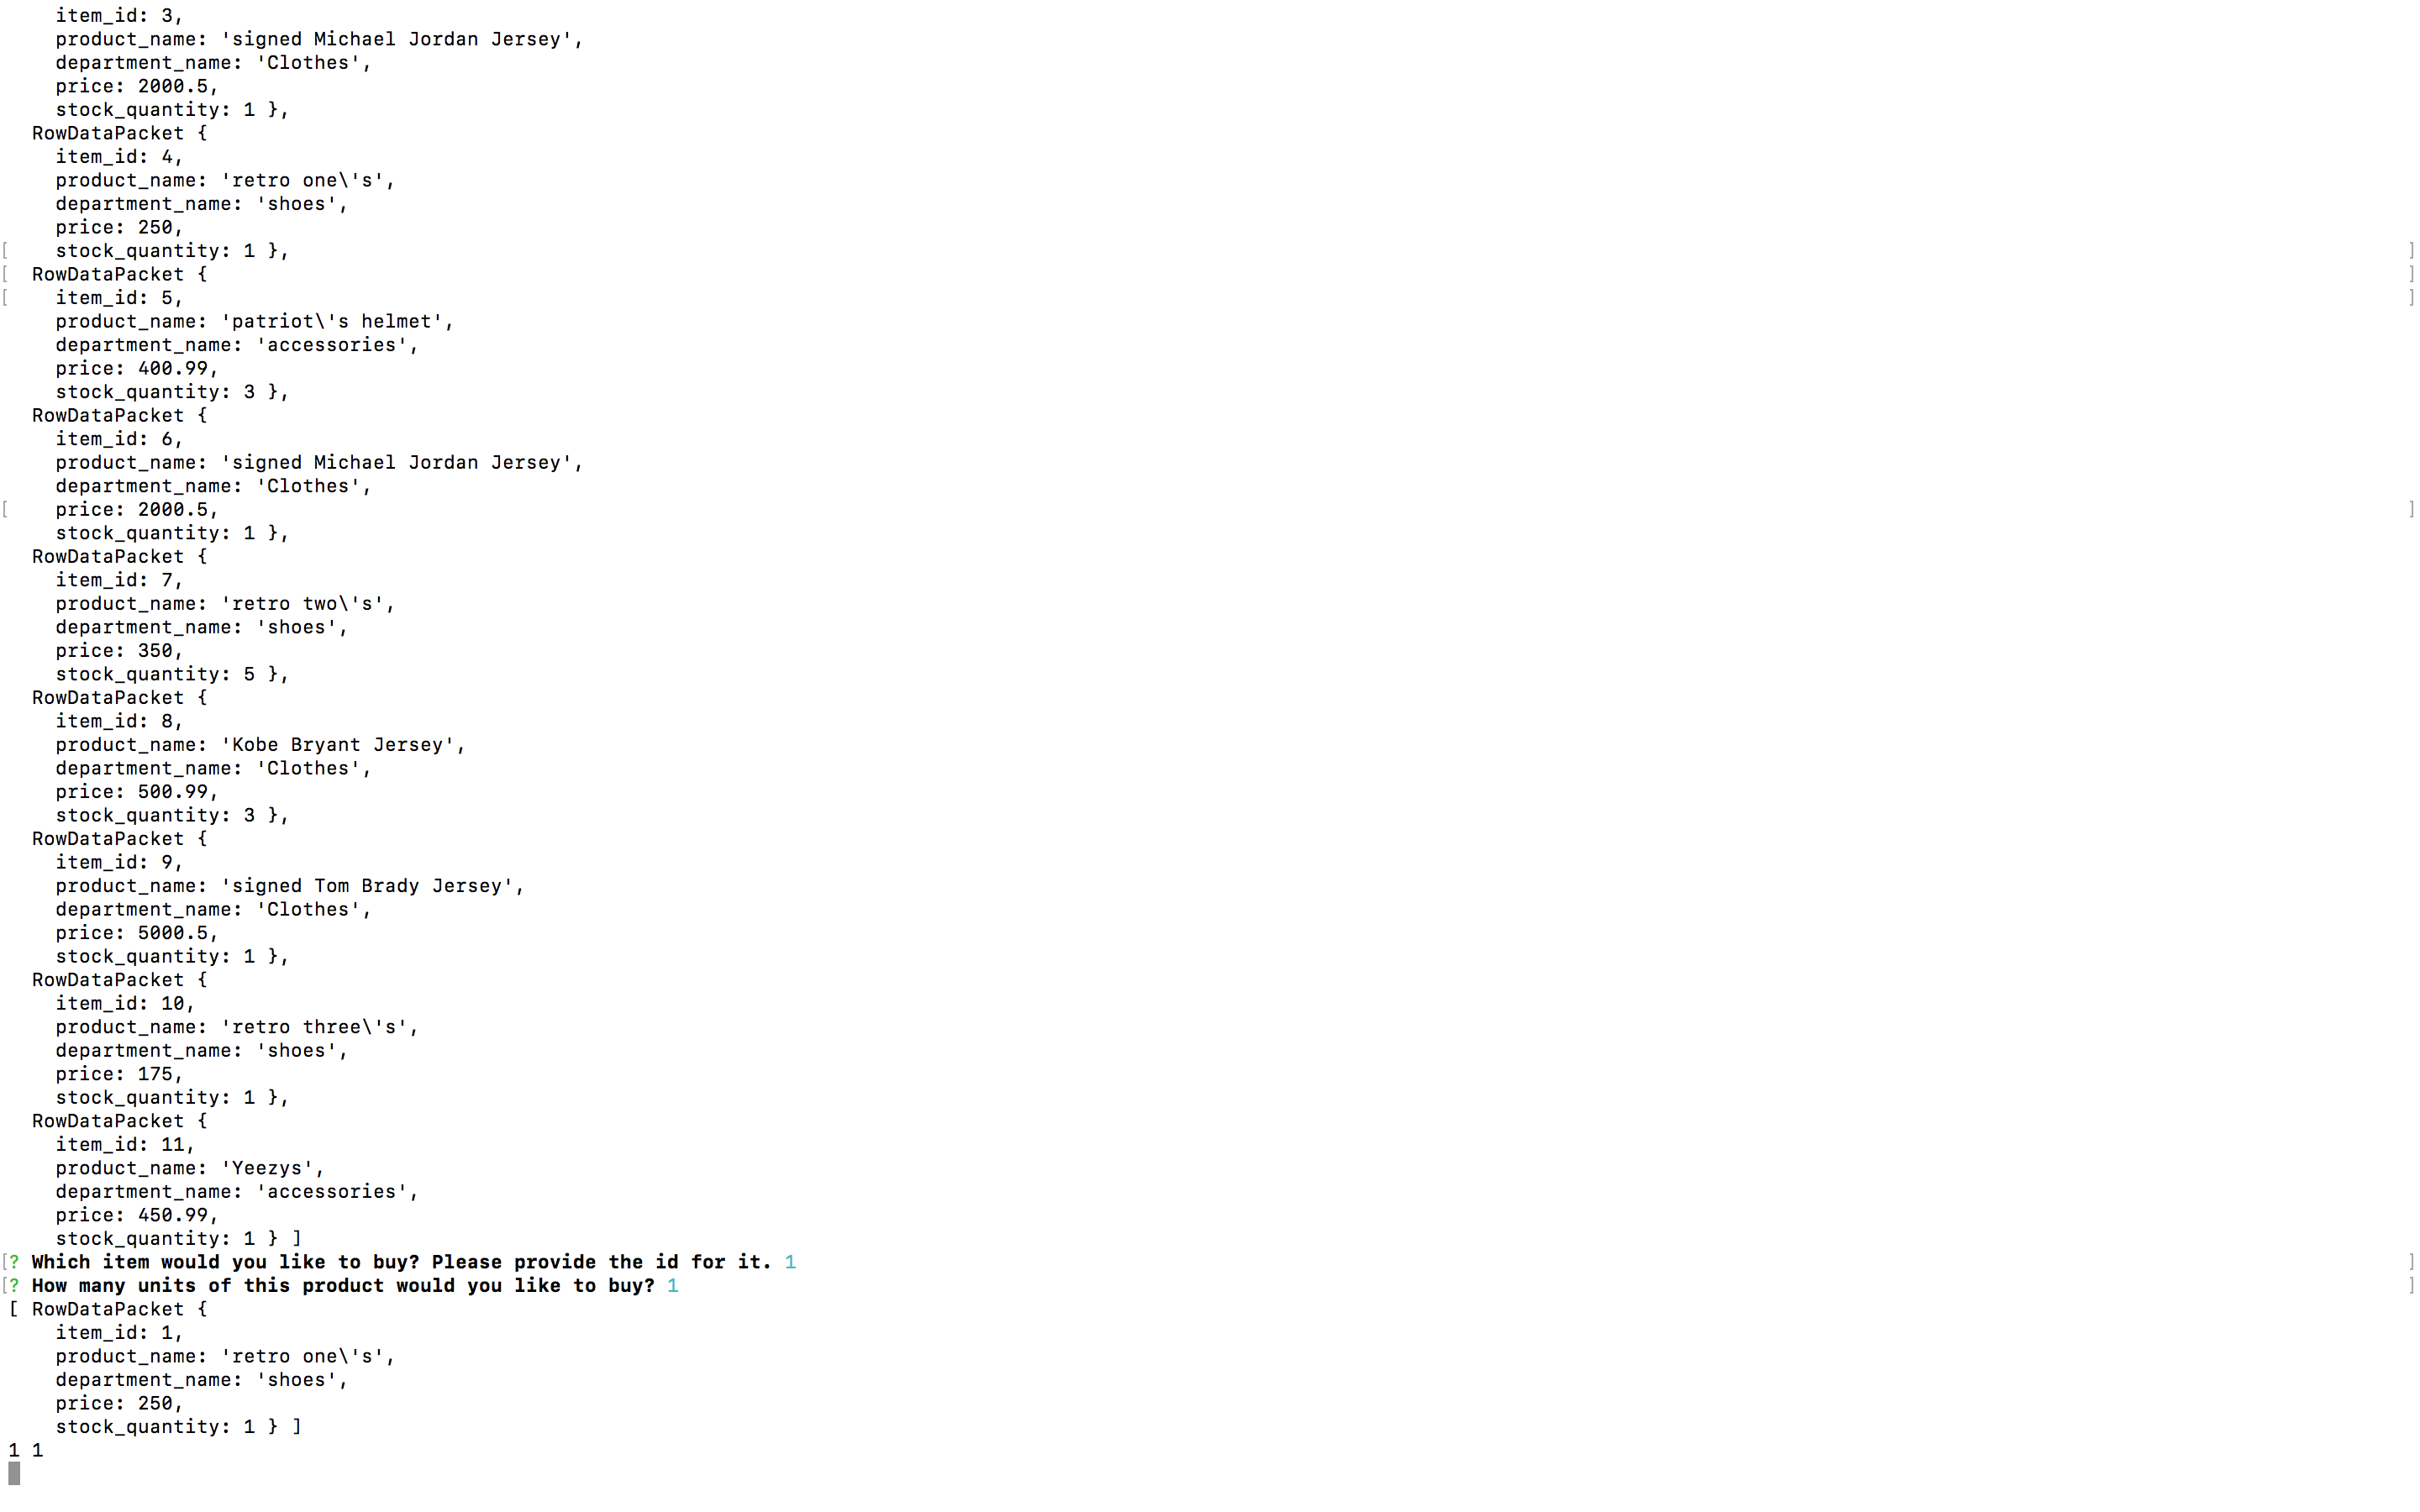 item_id: 3,
    product_name: 'signed Michael Jordan Jersey',
    department_name: 'Clothes',
    price: 2000.5,
    stock_quantity: 1 },
  RowDataPacket {
    item_id: 4,
    product_name: 'retro one\'s',
    department_name: 'shoes',
    price: 250,
[    stock_quantity: 1 }, ]
[  RowDataPacket { ]
[    item_id: 5, ]
    product_name: 'patriot\'s helmet',
    department_name: 'accessories',
    price: 400.99,
    stock_quantity: 3 },
  RowDataPacket {
    item_id: 6,
    product_name: 'signed Michael Jordan Jersey',
    department_name: 'Clothes',
[    price: 2000.5, ]
    stock_quantity: 1 },
  RowDataPacket {
    item_id: 7,
    product_name: 'retro two\'s',
    department_name: 'shoes',
    price: 350,
    stock_quantity: 5 },
  RowDataPacket {
    item_id: 8,
    product_name: 'Kobe Bryant Jersey',
    department_name: 'Clothes',
    price: 500.99,
    stock_quantity: 3 },
  RowDataPacket {
    item_id: 9,
    product_name: 'signed Tom Brady Jersey',
    department_name: 'Clothes',
    price: 5000.5,
    stock_quantity: 1 },
  RowDataPacket {
    item_id: 10,
    product_name: 'retro three\'s',
    department_name: 'shoes',
    price: 175,
    stock_quantity: 1 },
  RowDataPacket {
    item_id: 11,
    product_name: 'Yeezys',
    department_name: 'accessories',
    price: 450.99,
    stock_quantity: 1 } ]
[? Which item would you like to buy? Please provide the id for it. 1 ]
[? How many units of this product would you like to buy? 1 ]
[ RowDataPacket {
    item_id: 1,
    product_name: 'retro one\'s',
    department_name: 'shoes',
    price: 250,
    stock_quantity: 1 } ]
1 1